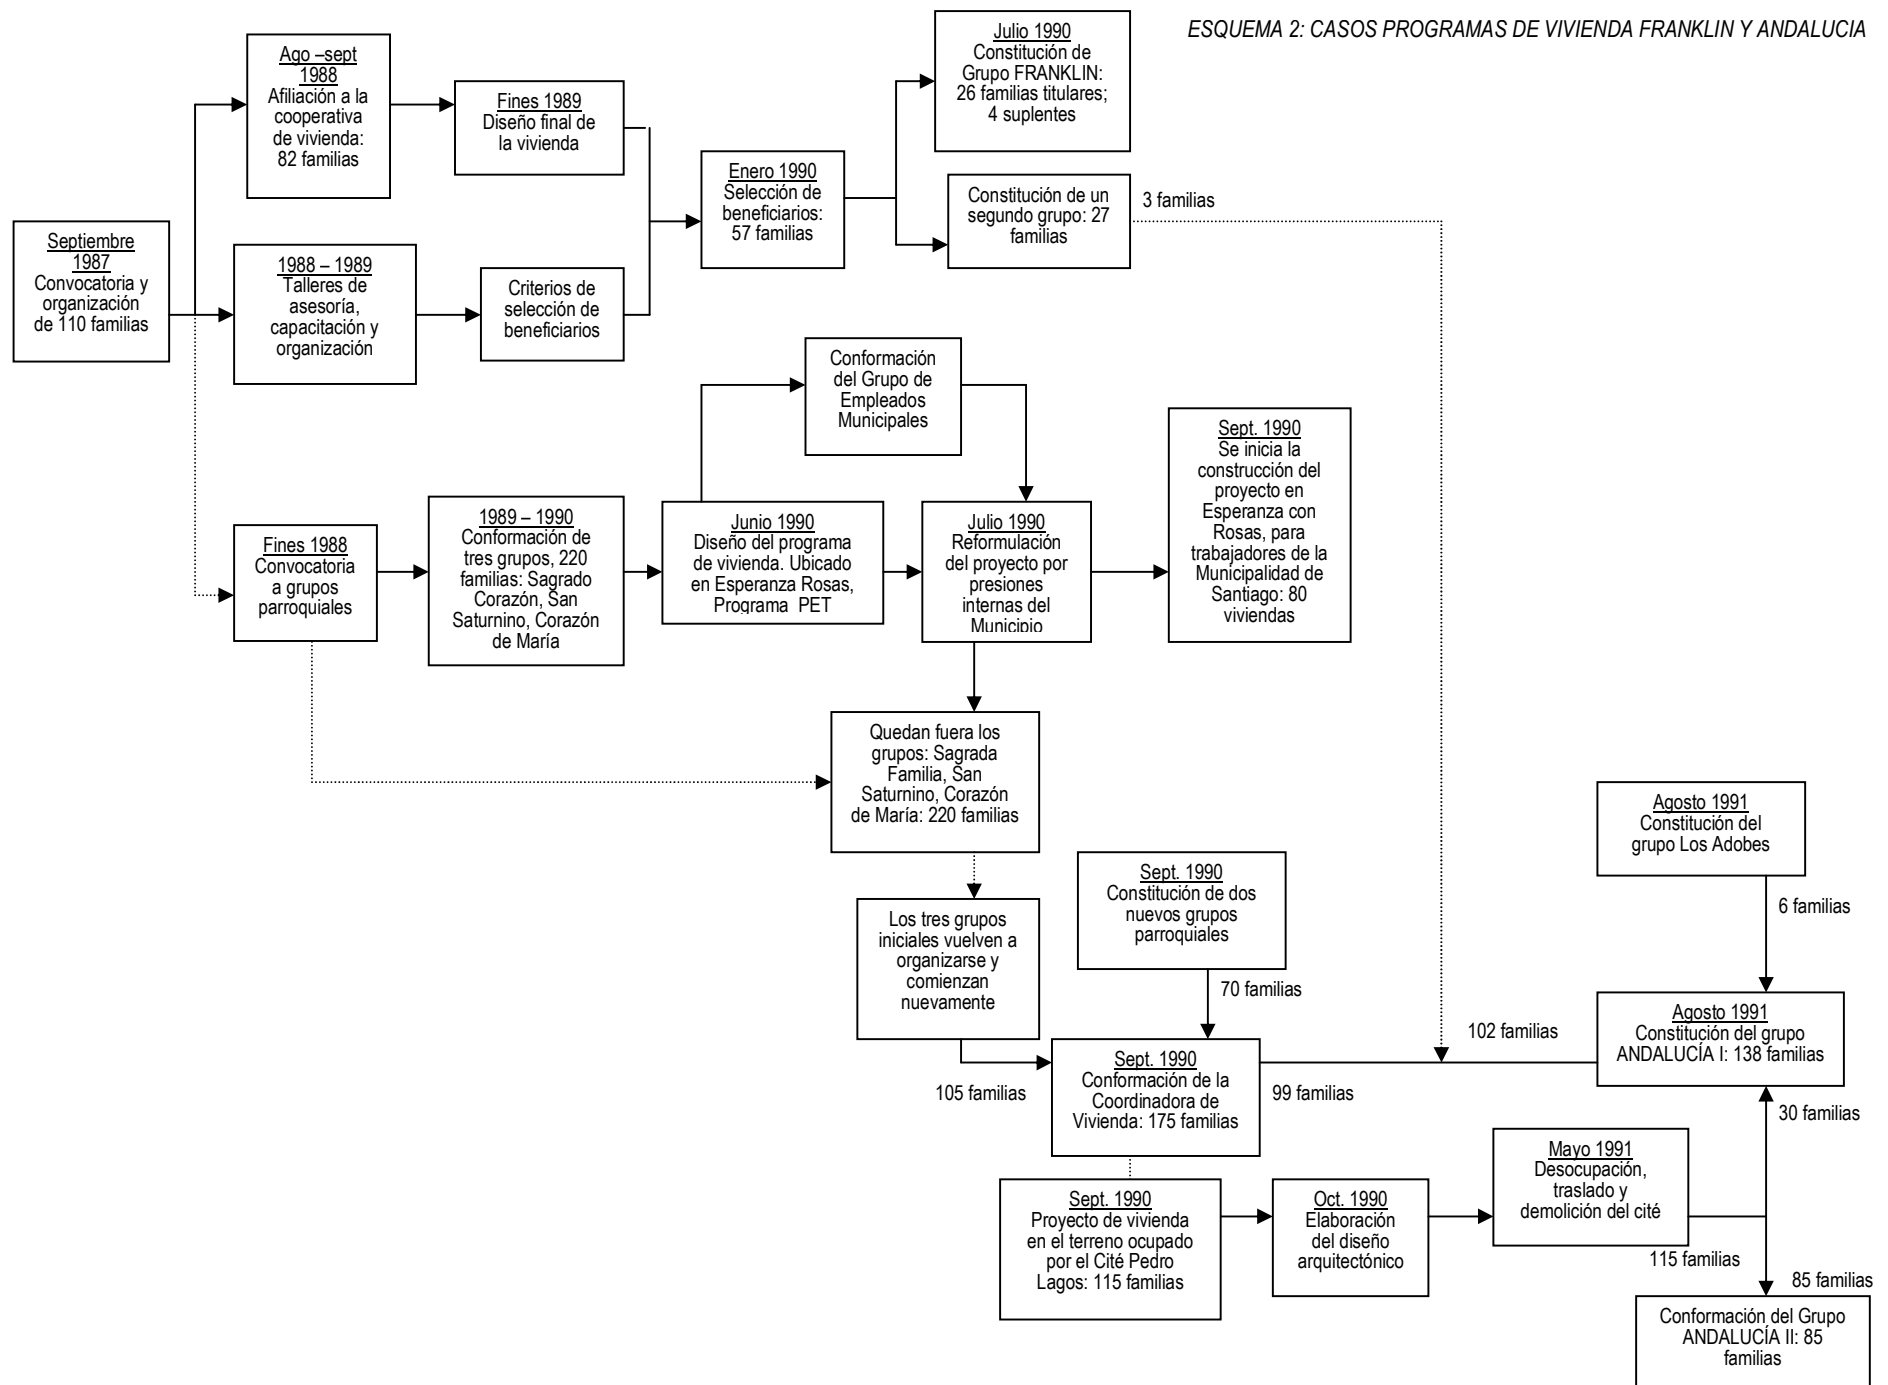 ESQUEMA 2: CASOS PROGRAMAS DE VIVIENDA FRANKLIN Y ANDALUCIA
Septiembre
1987
Convocatoria y
organización
de 110 familias
Ago –sept
1988
Afiliación a la
cooperativa
de vivienda:
82 familias
Fines 1989
Diseño final de
la vivienda
1988 – 1989
Talleres de
asesoría,
capacitación y
organización
Criterios de
selección de
beneficiarios
Enero 1990
Selección de
beneficiarios:
57 familias
Julio 1990
Constitución de
Grupo FRANKLIN:
26 familias titulares;
4 suplentes
Constitución de un
segundo grupo: 27
familias
3 familias
Conformación
del Grupo de
Empleados
Municipales
Fines 1988
Convocatoria
a grupos
parroquiales
1989 – 1990
Conformación de
tres grupos, 220
familias: Sagrado
Corazón, San
Saturnino, Corazón
de María
Junio 1990
Diseño del programa
de vivienda. Ubicado
en Esperanza Rosas,
Programa PET
Julio 1990
Reformulación
del proyecto por
presiones
internas del
Municipio
Sept. 1990
Se inicia la
construcción del
proyecto en
Esperanza con
Rosas, para
trabajadores de la
Municipalidad de
Santiago: 80
viviendas
Quedan fuera los
grupos: Sagrada
Familia, San
Saturnino, Corazón
de María: 220 familias
Los tres grupos
iniciales vuelven a
organizarse y
comienzan
nuevamente
105 familias
Sept. 1990
Constitución de dos
nuevos grupos
parroquiales
70 familias
Sept. 1990
Conformación de la
Coordinadora de
Vivienda: 175 familias
99 familias
102 familias
Agosto 1991
Constitución del
grupo Los Adobes
6 familias
Agosto 1991
Constitución del grupo
ANDALUCÍA I: 138 familias
30 familias
Sept. 1990
Proyecto de vivienda
en el terreno ocupado
por el Cité Pedro
Lagos: 115 familias
Oct. 1990
Elaboración
del diseño
arquitectónico
Mayo 1991
Desocupación,
traslado y
demolición del cité
115 familias
85 familias
Conformación del Grupo
ANDALUCÍA II: 85
familias